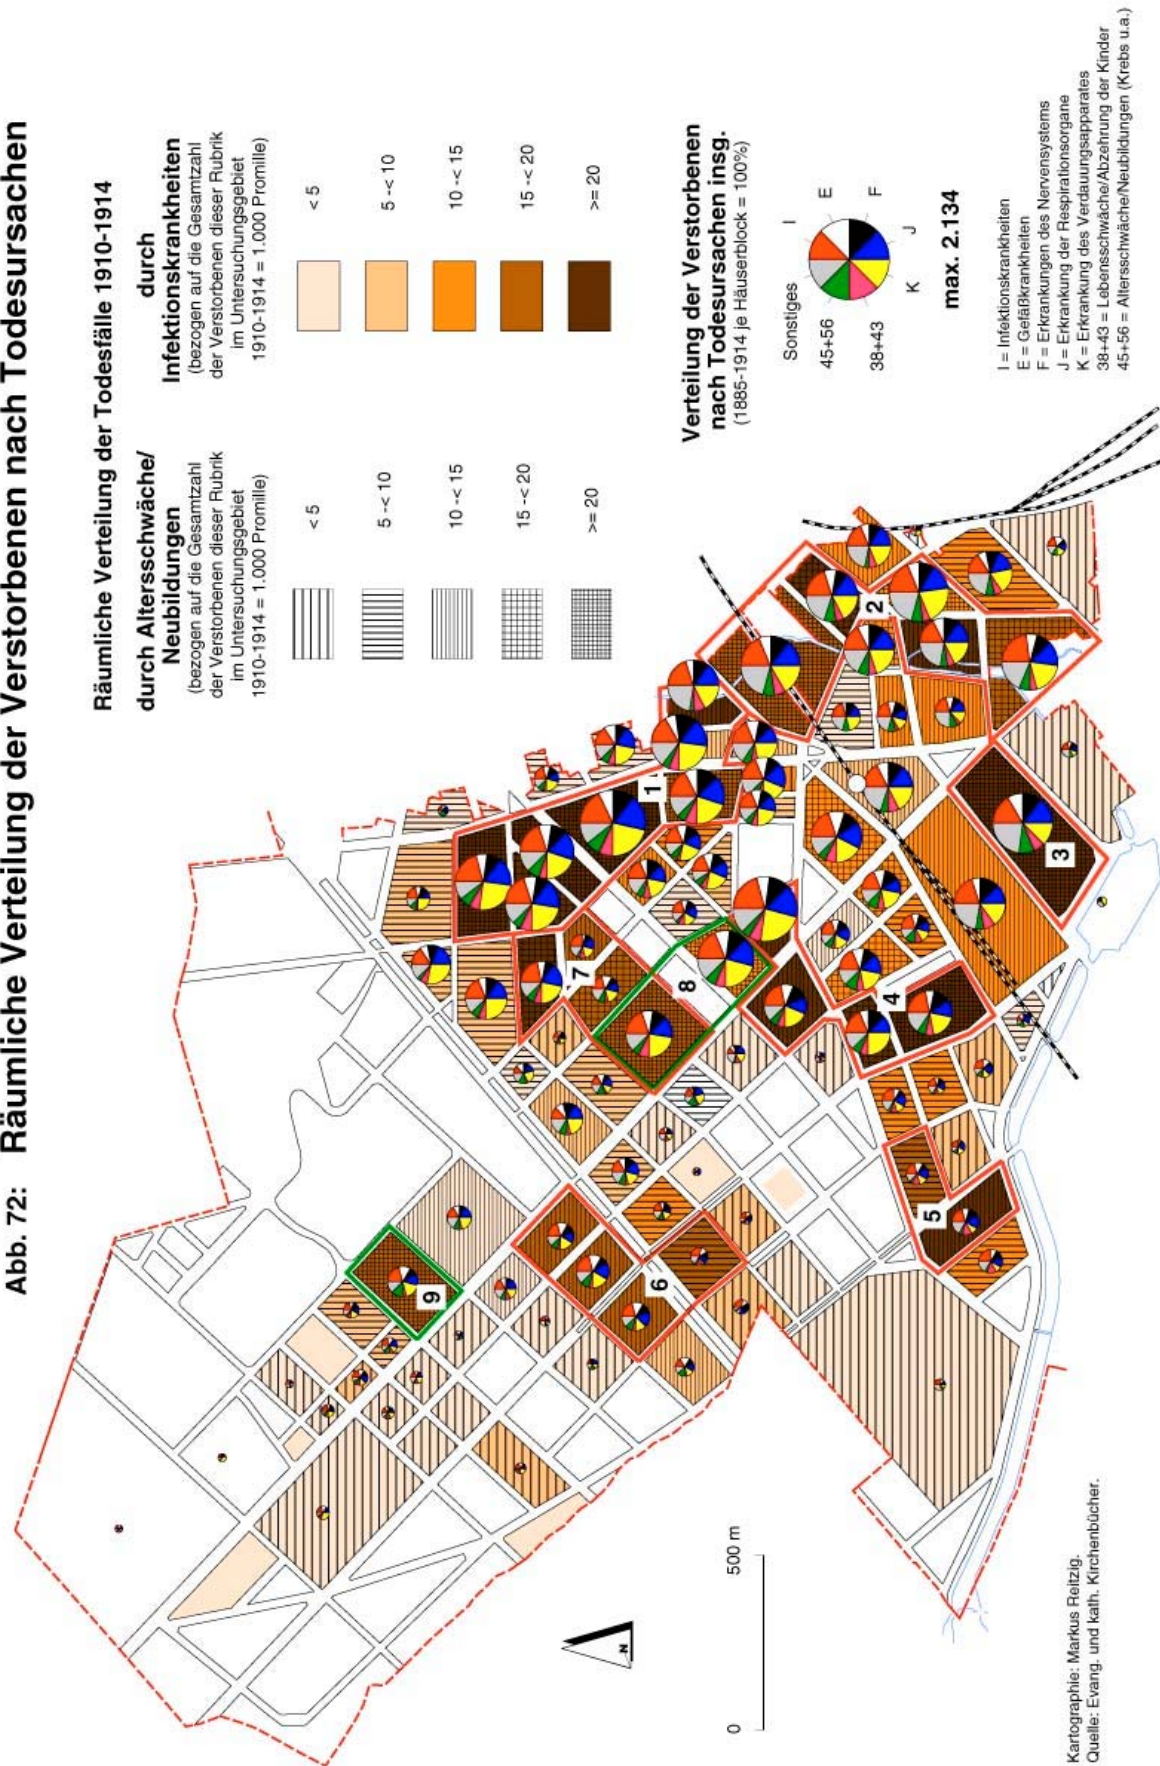 Abb. 72: Räumliche Verteilung der Verstorbenen nach Todesursachen
Räumliche Verteilung der Todesfälle 1910-1914
durch Altersschwäche/
Neubildungen
(bezogen auf die Gesamtzahl
der Verstorbenen dieser Rubrik
im Untersuchungsgebiet
1910-1914 = 1.000 Promille)
< 5
5 -< 10
10 -< 15
15 -< 20
>= 20
durch
Infektionskrankheiten
(bezogen auf die Gesamtzahl
der Verstorbenen dieser Rubrik
im Untersuchungsgebiet
1910-1914 = 1.000 Promille)
< 5
5 -< 10
10 -< 15
15 -< 20
>= 20
Verteilung der Verstorbenen
nach Todesursachen insg.
(1885-1914 je Häuserblock = 100%)
Sonstiges
I
45+56
E
38+43
F
K
J
max. 2.134
I = Infektionskrankheiten
E = Gefäßkrankheiten
F = Erkrankungen des Nervensystems
J = Erkrankung der Respirationsorgane
K = Erkrankung des Verdauungsapparates
38+43 = Lebensschwäche/Abzehrung der Kinder
45+56 = Altersschwäche/Neubildungen (Krebs u.a.)
1
2
3
4
5
6
7
8
9
N
0 500 m
Kartographie: Markus Reitzig.
Quelle: Evang. und kath. Kirchenbücher.